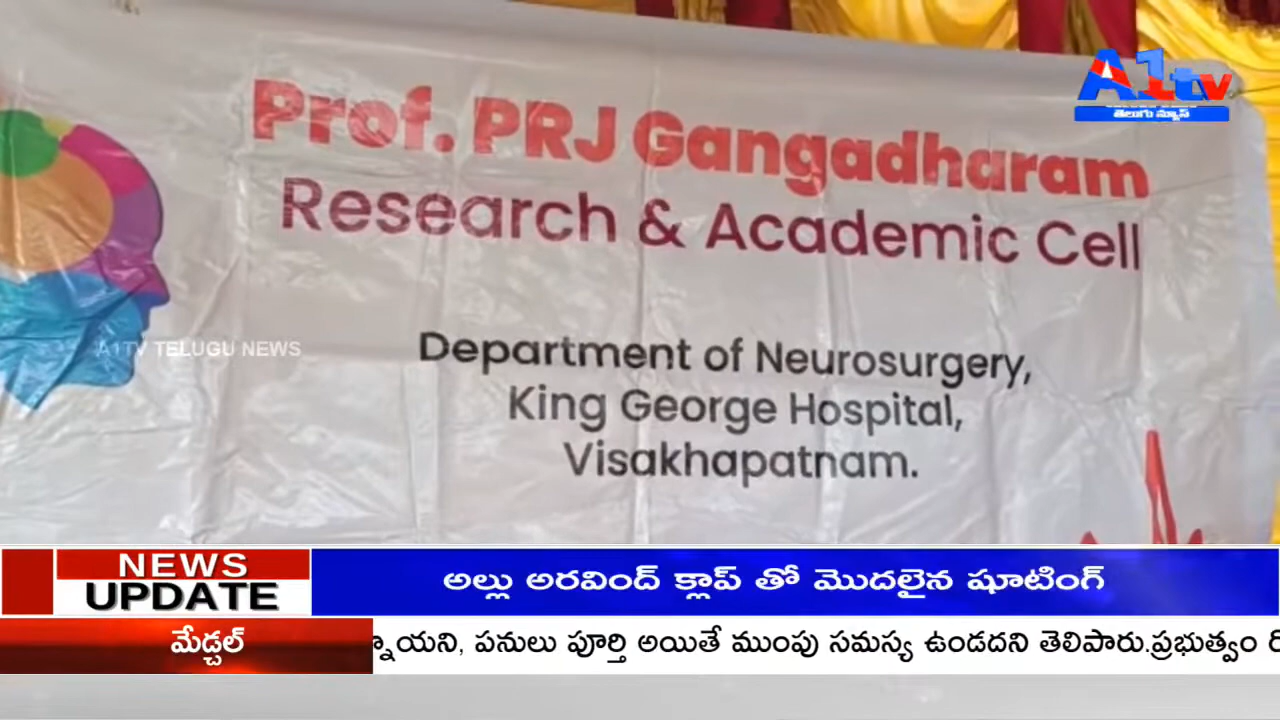 A1tv
తెలుగు న్యూస్
Prof. PRJ Gangadharam
Research & Academic Cell
A1TV TELUGU NEWS
Department of Neurosurgery,
King George Hospital,
Visakhapatnam.
NEWS
UPDATE
అల్లు అరవింద్ క్లాప్ తో మొదలైన షూటింగ్
మేడ్చల్
న్నాయని, పనులు పూర్తి అయితే ముంపు సమస్య ఉండదని తెలిపారు.ప్రభుత్వం